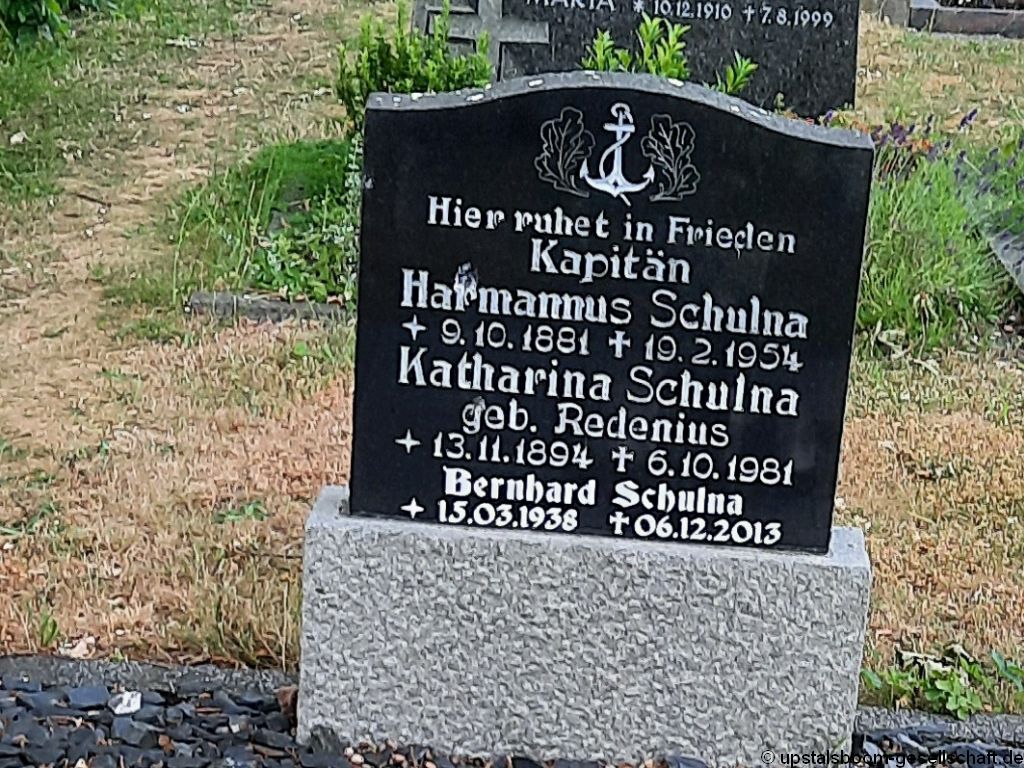 MARTA * 10.12.1910 ✝ 7.8.1999
Hier ruhet in Frieden
Kapitän
Harmannus Schulna
✦ 9.10.1881 ✝ 19.2.1954
Katharina Schulna
geb. Redenius
✦ 13.11.1894 ✝ 6.10.1981
Bernhard Schulna
✦ 15.03.1938 ✝ 06.12.2013
© upstalsboom-gesellschaft.de